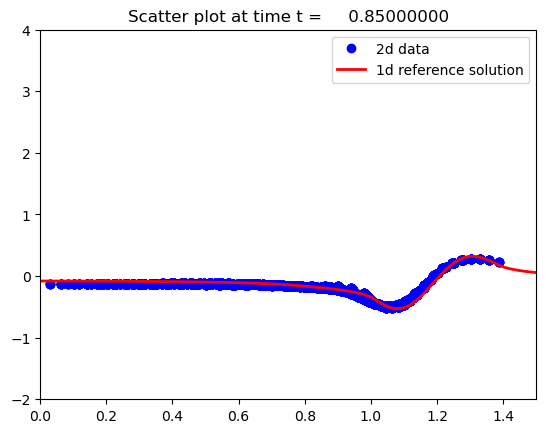 Scatter plot at time t =     0.85000000
2d data
1d reference solution
4
3
2
1
0
−1
−2
0.0 0.2 0.4 0.6 0.8 1.0 1.2 1.4